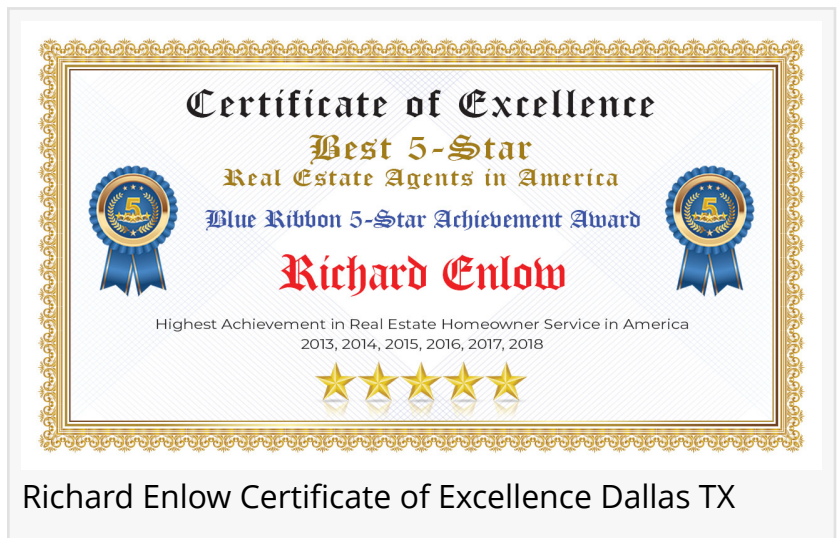 Certificate of Excellence
Best 5-Star
Real Estate Agents in America
Blue Ribbon 5-Star Achievement Award
Richard Enlow
5
5
Highest Achievement in Real Estate Homeowner Service in America
2013, 2014, 2015, 2016, 2017, 2018
Richard Enlow Certificate of Excellence Dallas TX